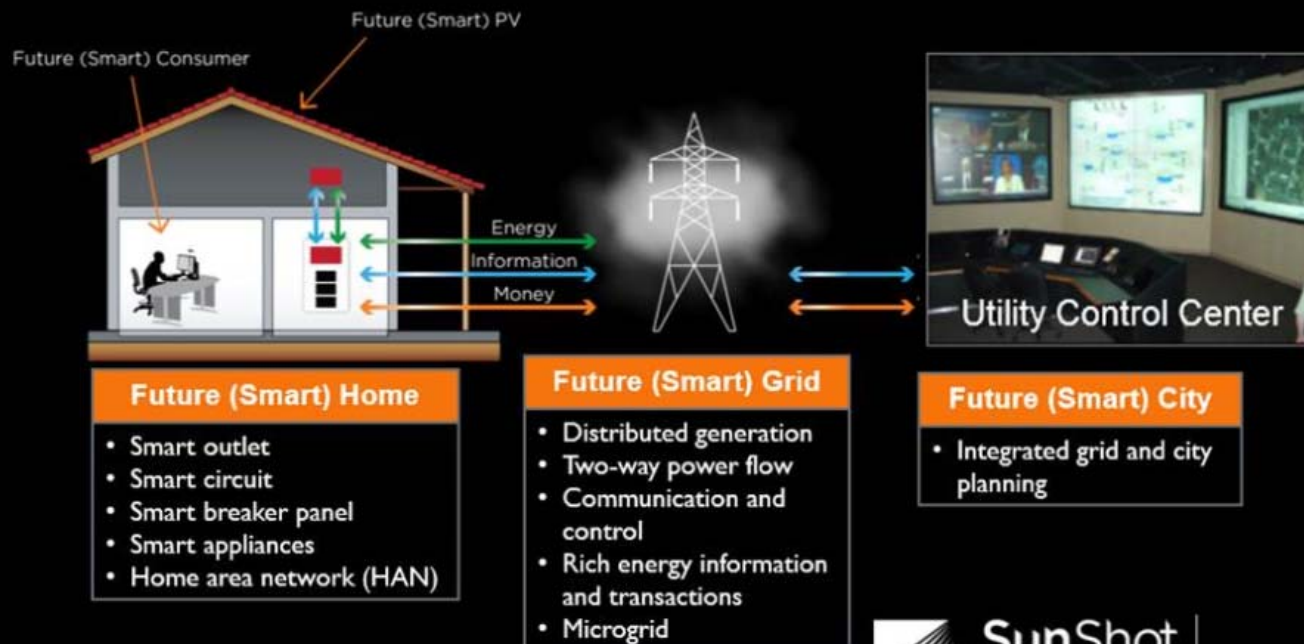 Future (Smart) PV
Future (Smart) Consumer
Energy
Information
Money
Utility Control Center
Future (Smart) Home
• Smart outlet
• Smart circuit
• Smart breaker panel
• Smart appliances
• Home area network (HAN)
Future (Smart) Grid
• Distributed generation
• Two-way power flow
• Communication and
control
• Rich energy information
and transactions
• Microgrid
Future (Smart) City
• Integrated grid and city
planning
SunShot